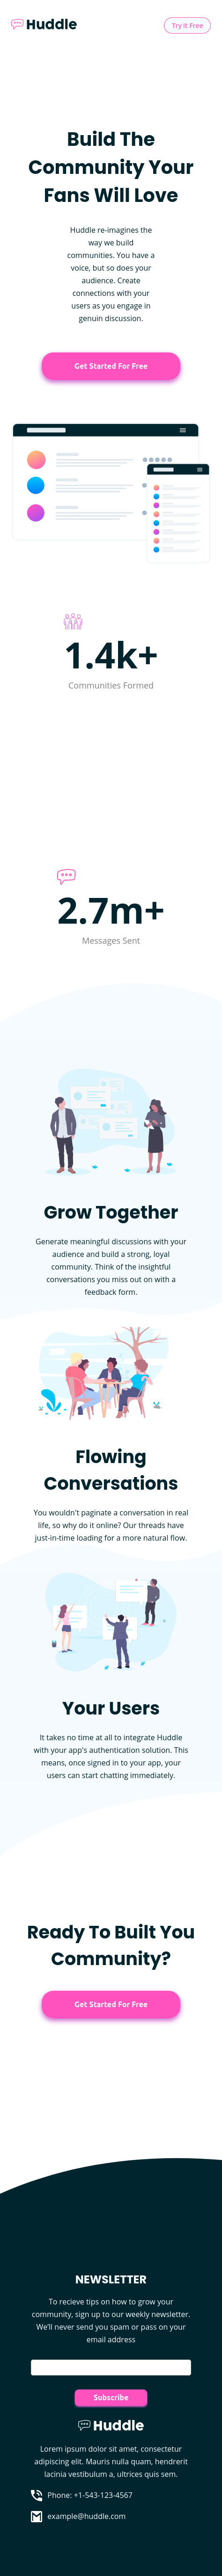 Huddle
Try It Free
Build The
Community Your
Fans Will Love
Huddle re-imagines the
way we build
communities. You have a
voice, but so does your
audience. Create
connections with your
users as you engage in
genuin discussion.
Get Started For Free
1.4k+
Communities Formed
2.7m+
Messages Sent
Grow Together
Generate meaningful discussions with your
audience and build a strong, loyal
community. Think of the insightful
conversations you miss out on with a
feedback form.
Flowing
Conversations
You wouldn't paginate a conversation in real
life, so why do it online? Our threads have
just-in-time loading for a more natural flow.
Your Users
It takes no time at all to integrate Huddle
with your app's authentication solution. This
means, once signed in to your app, your
users can start chatting immediately.
Ready To Built You
Community?
Get Started For Free
NEWSLETTER
To recieve tips on how to grow your
community, sign up to our weekly newsletter.
We'll never send you spam or pass on your
email address
Subscribe
Huddle
Lorem ipsum dolor sit amet, consectetur
adipiscing elit. Mauris nulla quam, hendrerit
lacinia vestibulum a, ultrices quis sem.
Phone: +1-543-123-4567
example@huddle.com